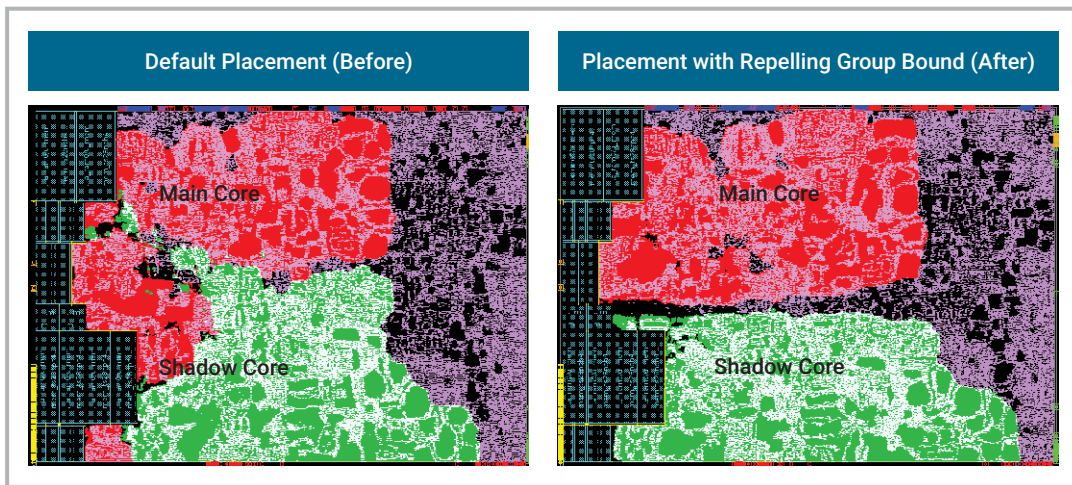 Default Placement (Before)
Placement with Repelling Group Bound (After)
Main Core
Shadow Core
Main Core
Shadow Core